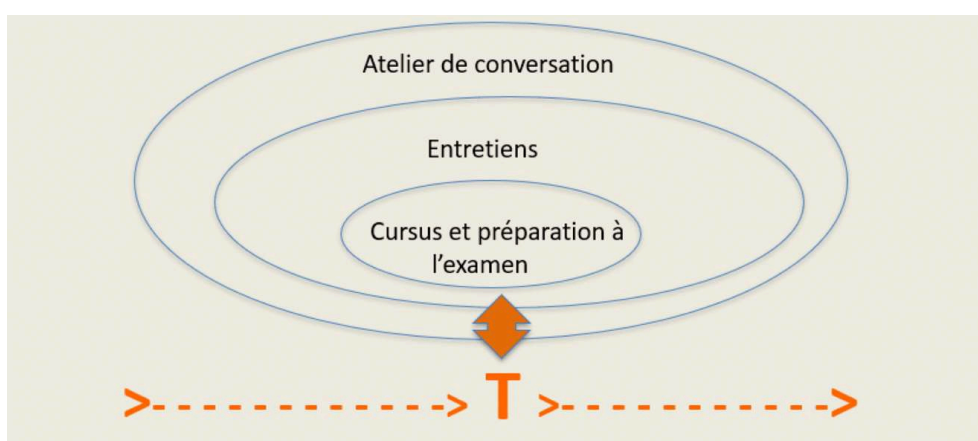 Atelier de conversation
Entretiens
Cursus et préparation à
l'examen
>- - - - - - - - - - - - - -> T >- - - - - - - - - - - - - ->